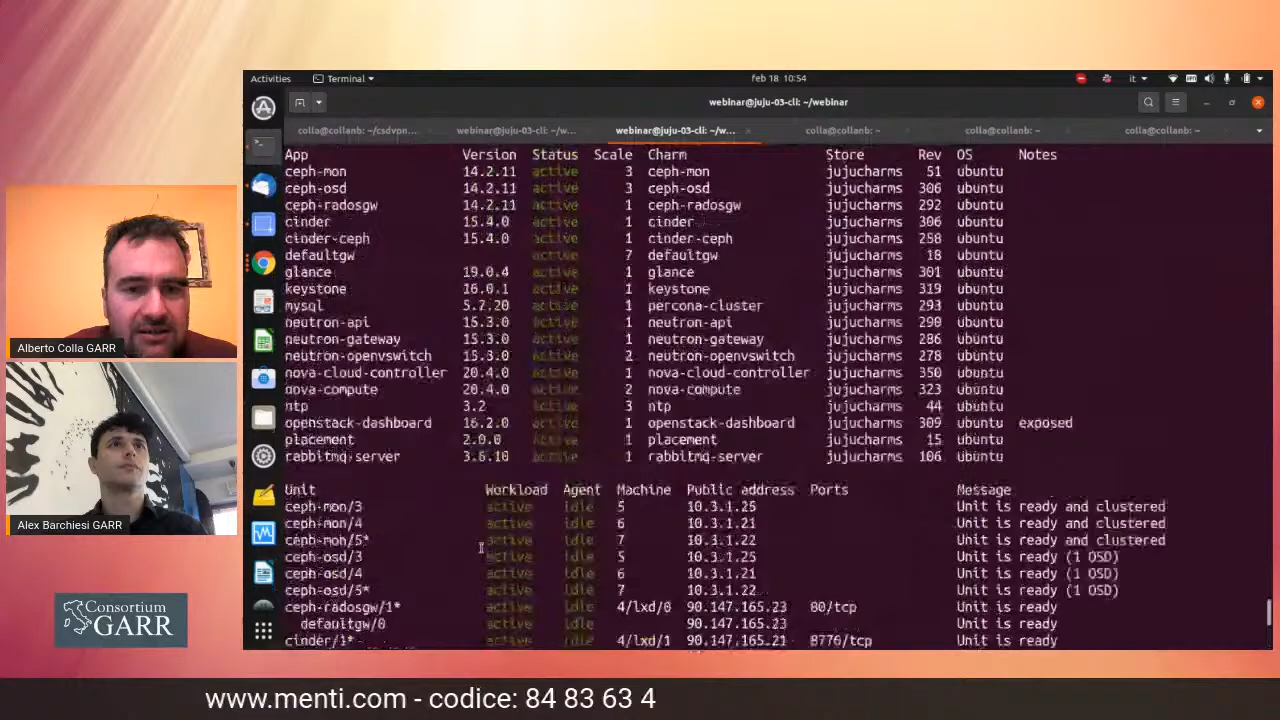 Activities Terminal feb 18 10:54 it
webinar@juju-03-cli: ~/webinar
colla@collanb: ~/csdvpn... webinar@juju-03-cli: ~/w... webinar@juju-03-cli: ~/w... colla@collanb: ~ colla@collanb: ~ colla@collanb: ~
App Version Status Scale Charm Store Rev OS Notes
ceph-mon 14.2.11 active 3 ceph-mon jujucharms 51 ubuntu
ceph-osd 14.2.11 active 3 ceph-osd jujucharms 306 ubuntu
ceph-radosgw 14.2.11 active 1 ceph-radosgw jujucharms 292 ubuntu
cinder 15.4.0 active 1 cinder jujucharms 306 ubuntu
cinder-ceph 15.4.0 active 1 cinder-ceph jujucharms 258 ubuntu
defaultgw active 7 defaultgw jujucharms 18 ubuntu
glance 19.0.4 active 1 glance jujucharms 301 ubuntu
keystone 16.0.1 active 1 keystone jujucharms 319 ubuntu
mysql 5.7.20 active 1 percona-cluster jujucharms 293 ubuntu
neutron-api 15.3.0 active 1 neutron-api jujucharms 290 ubuntu
neutron-gateway 15.3.0 active 1 neutron-gateway jujucharms 286 ubuntu
neutron-openvswitch 15.3.0 active 2 neutron-openvswitch jujucharms 278 ubuntu
nova-cloud-controller 20.4.0 active 1 nova-cloud-controller jujucharms 350 ubuntu
nova-compute 20.4.0 active 2 nova-compute jujucharms 323 ubuntu
ntp 3.2 active 3 ntp jujucharms 44 ubuntu
openstack-dashboard 16.2.0 active 1 openstack-dashboard jujucharms 309 ubuntu exposed
placement 2.0.0 active 1 placement jujucharms 15 ubuntu
rabbitmq-server 3.6.10 active 1 rabbitmq-server jujucharms 106 ubuntu
Unit Workload Agent Machine Public address Ports Message
ceph-mon/3 active idle 5 10.3.1.25 Unit is ready and clustered
ceph-mon/4 active idle 6 10.3.1.21 Unit is ready and clustered
ceph-mon/5* active idle 7 10.3.1.22 Unit is ready and clustered
ceph-osd/3 active idle 5 10.3.1.25 Unit is ready (1 OSD)
ceph-osd/4 active idle 6 10.3.1.21 Unit is ready (1 OSD)
ceph-osd/5* active idle 7 10.3.1.22 Unit is ready (1 OSD)
ceph-radosgw/1* active idle 4/lxd/0 90.147.165.23 80/tcp Unit is ready
defaultgw/0 active idle 90.147.165.23 Unit is ready
cinder/1* active idle 4/lxd/1 90.147.165.21 8776/tcp Unit is ready
Alberto Colla GARR
Alex Barchiesi GARR
Consortium
GARR
www.menti.com - codice: 84 83 63 4